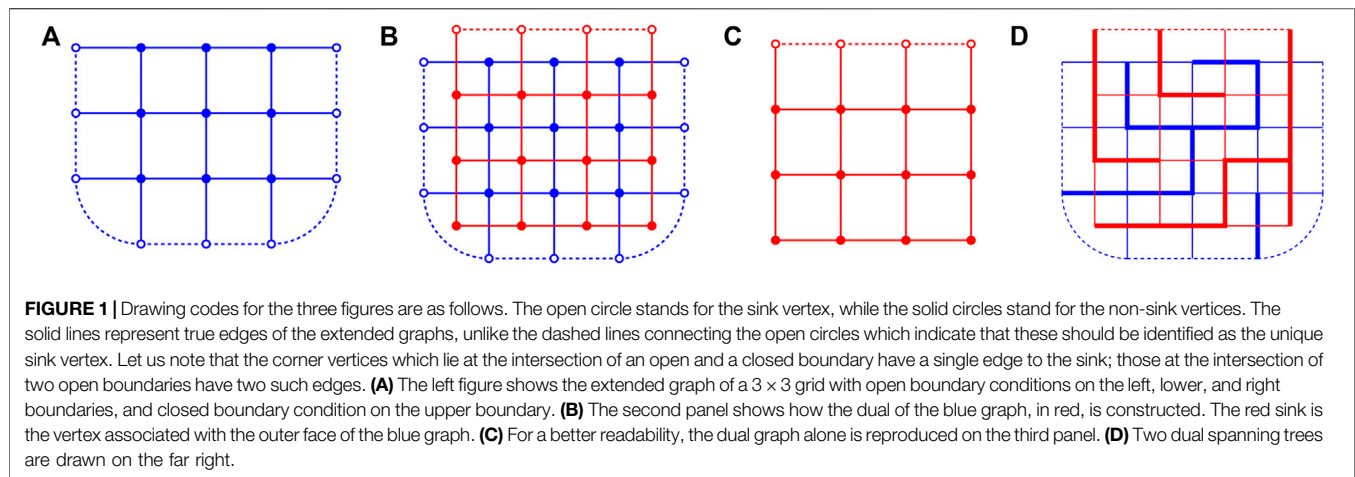 A
B
C
D
FIGURE 1 | Drawing codes for the three figures are as follows. The open circle stands for the sink vertex, while the solid circles stand for the non-sink vertices. The
solid lines represent true edges of the extended graphs, unlike the dashed lines connecting the open circles which indicate that these should be identified as the unique
sink vertex. Let us note that the corner vertices which lie at the intersection of an open and a closed boundary have a single edge to the sink; those at the intersection of
two open boundaries have two such edges. (A) The left figure shows the extended graph of a 3 × 3 grid with open boundary conditions on the left, lower, and right
boundaries, and closed boundary condition on the upper boundary. (B) The second panel shows how the dual of the blue graph, in red, is constructed. The red sink is
the vertex associated with the outer face of the blue graph. (C) For a better readability, the dual graph alone is reproduced on the third panel. (D) Two dual spanning trees
are drawn on the far right.